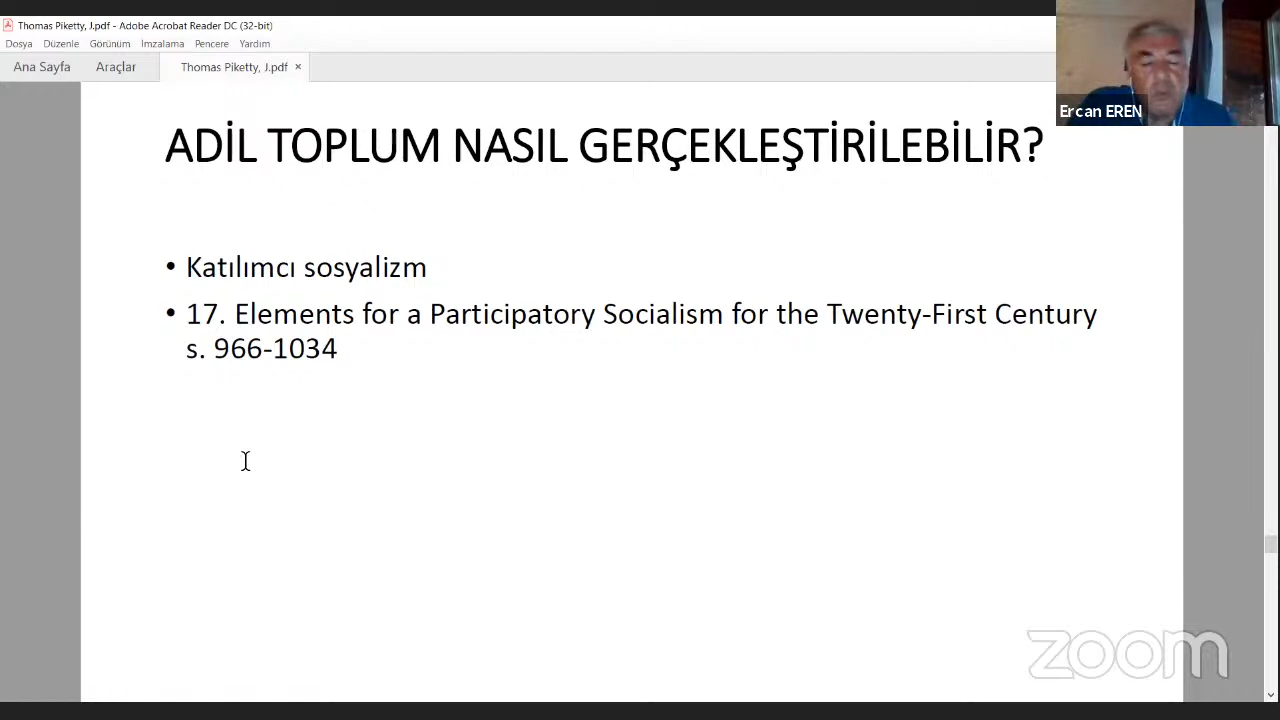 Thomas Piketty, J.pdf - Adobe Acrobat Reader DC (32-bit)
Dosya Düzenle Görünüm İmzalama Pencere Yardım
Ana Sayfa Araçlar Thomas Piketty, J.pdf ×
Ercan EREN
ADİL TOPLUM NASIL GERÇEKLEŞTİRİLEBİLİR?
• Katılımcı sosyalizm
• 17. Elements for a Participatory Socialism for the Twenty-First Century
s. 966-1034
zoom